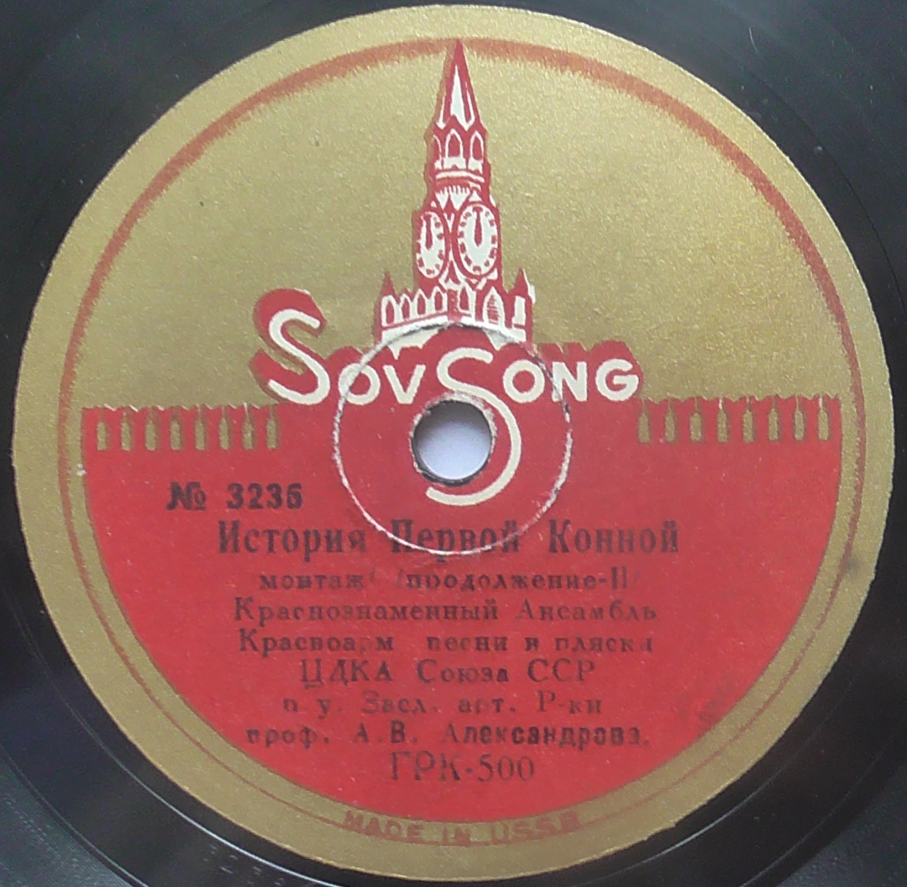 SovSong
№ 3235
История Первой Конной
монтаж /продолжение-II/
Краснознаменный Ансамбль
Красноарм песни и пляски
ЦДКА Союза ССР
п у. Засл. арт. Р-ки
проф. А.В. Александрова.
ГРК-500
MADE IN USSR